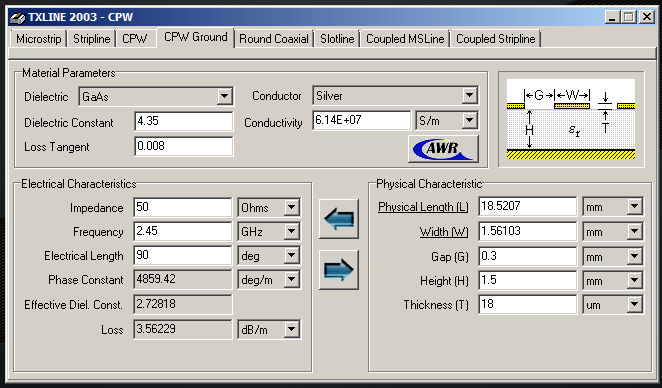 TXLINE 2003 - CPW
Microstrip Stripline CPW CPW Ground Round Coaxial Slotline Coupled MSLine Coupled Stripline
Material Parameters
Dielectric GaAs Conductor Silver
Dielectric Constant 4.35 Conductivity 6.14E+07 S/m
Loss Tangent 0.008 AWR
G W
H εr T
Electrical Characteristics
Impedance 50 Ohms
Frequency 2.45 GHz
Electrical Length 90 deg
Phase Constant 4859.42 deg/m
Effective Diel. Const. 2.72818
Loss 3.56229 dB/m
Physical Characteristic
Physical Length (L) 18.5207 mm
Width (W) 1.56103 mm
Gap (G) 0.3 mm
Height (H) 1.5 mm
Thickness (T) 18 um